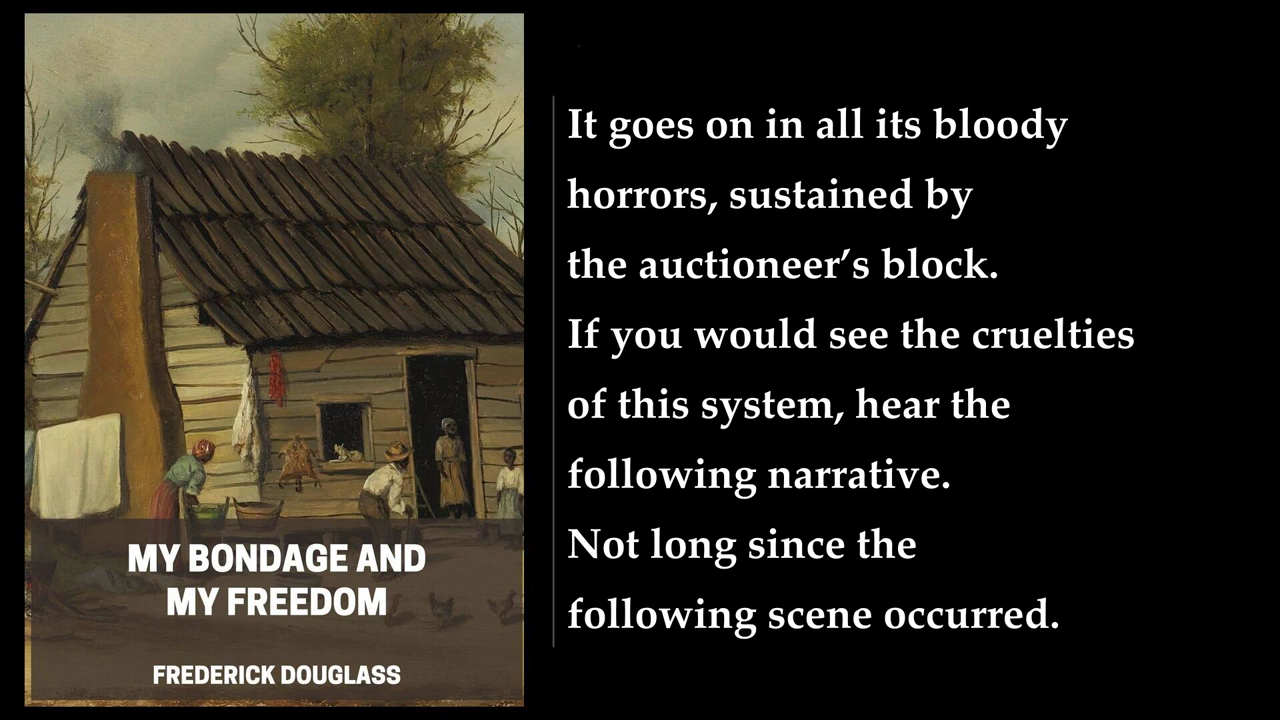 MY BONDAGE AND
MY FREEDOM
FREDERICK DOUGLASS
It goes on in all its bloody
horrors, sustained by
the auctioneer’s block.
If you would see the cruelties
of this system, hear the
following narrative.
Not long since the
following scene occurred.